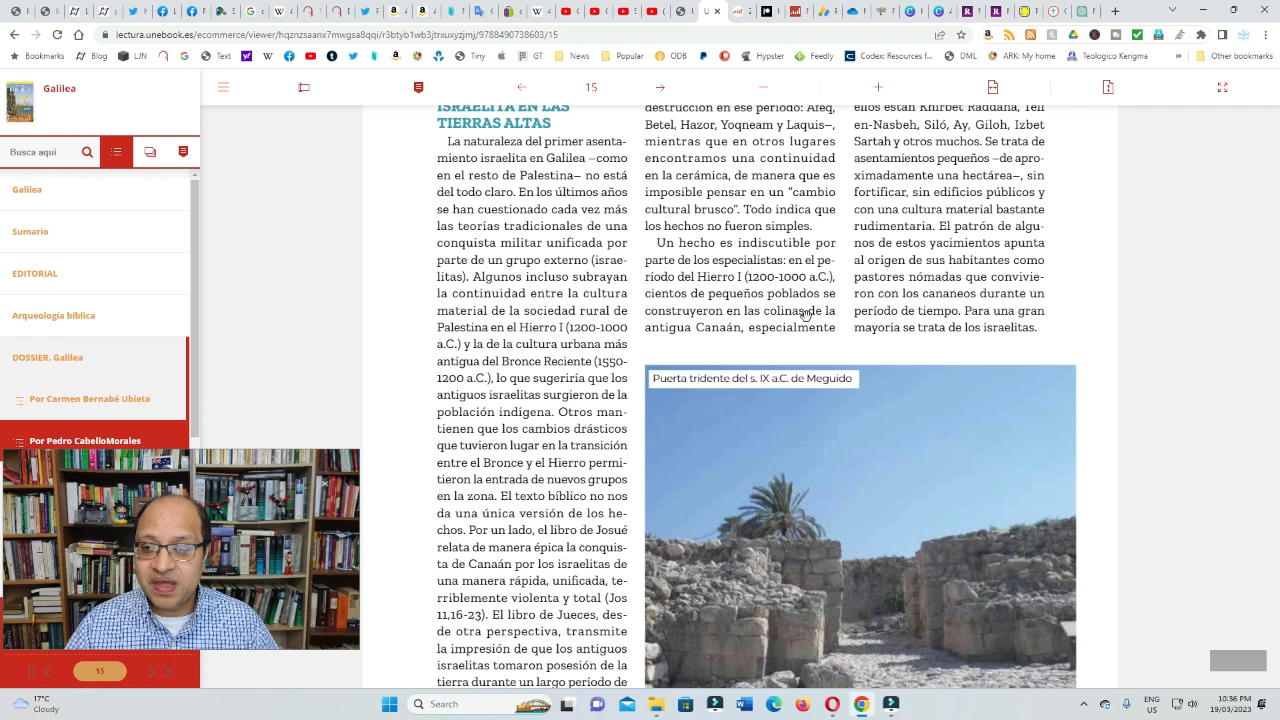 lectura.unebook.es/ecommerce/viewer/hqznzsaanx7mwgsa8qqi/r3btyb1wb3jtrxuxyzjmj/9788490738603/15
Text
GT
News
Popular
ODB
Hypster
Feedly
Codex Resources for...
DML
ARK: My home
Teologico Kerigma
»
Other bookmarks
Galilea
15
Busca aqui
Galilea
Sumario
EDITORIAL
Arqueología bíblica
DOSSIER. Galilea
Por Carmen Bernabé Ubieta
Por Pedro CabelloMorales
15
ISRAELITA EN LAS
TIERRAS ALTAS
La naturaleza del primer asenta-
miento israelita en Galilea –como
en el resto de Palestina– no está
del todo claro. En los últimos años
se han cuestionado cada vez más
las teorías tradicionales de una
conquista militar unificada por
parte de un grupo externo (israe-
litas). Algunos incluso subrayan
la continuidad entre la cultura
material de la sociedad rural de
Palestina en el Hierro I (1200-1000
a.C.) y la de la cultura urbana más
antigua del Bronce Reciente (1550-
1200 a.C.), lo que sugeriría que los
antiguos israelitas surgieron de la
población indígena. Otros man-
tienen que los cambios drásticos
que tuvieron lugar en la transición
entre el Bronce y el Hierro permi-
tieron la entrada de nuevos grupos
en la zona. El texto bíblico no nos
da una única versión de los he-
chos. Por un lado, el libro de Josué
relata de manera épica la conquis-
ta de Canaán por los israelitas de
una manera rápida, unificada, te-
rriblemente violenta y total (Jos
11,16-23). El libro de Jueces, des-
de otra perspectiva, transmite
la impresión de que los antiguos
israelitas tomaron posesión de la
tierra durante un largo período de
destrucción en ese período: Afeq,
Betel, Hazor, Yoqneam y Laquis–,
mientras que en otros lugares
encontramos una continuidad
en la cerámica, de manera que es
imposible pensar en un "cambio
cultural brusco". Todo indica que
los hechos no fueron simples.
Un hecho es indiscutible por
parte de los especialistas: en el pe-
ríodo del Hierro I (1200-1000 a.C.),
cientos de pequeños poblados se
construyeron en las colinas de la
antigua Canaán, especialmente
ellos están Khirbet Raddana, Tell
en-Nasbeh, Siló, Ay, Giloh, Izbet
Sartah y otros muchos. Se trata de
asentamientos pequeños –de apro-
ximadamente una hectárea–, sin
fortificar, sin edificios públicos y
con una cultura material bastante
rudimentaria. El patrón de algu-
nos de estos yacimientos apunta
al origen de sus habitantes como
pastores nómadas que convivie-
ron con los cananeos durante un
período de tiempo. Para una gran
mayoría se trata de los israelitas.
Puerta tridente del s. IX a.C. de Meguido
17°C
Cloudy
Search
ENG
IN
10:36 PM
19/03/2023